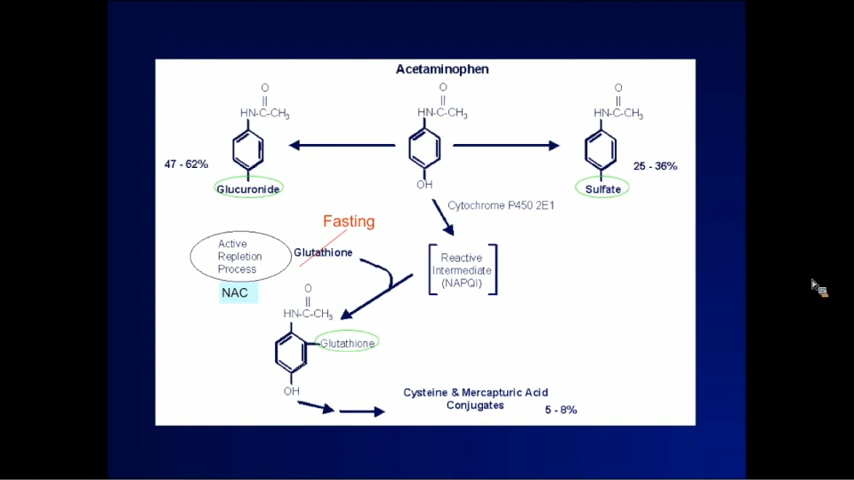 Acetaminophen
O
HN-C-CH3
O
HN-C-CH3
O
HN-C-CH3
47 - 62%
Glucuronide
OH
Sulfate
25 - 36%
Cytochrome P450 2E1
Fasting
Active
Repletion
Process
Glutathione
NAC
Reactive
Intermediate
(NAPQI)
O
HN-C-CH3
Glutathione
OH
Cysteine & Mercapturic Acid
Conjugates
5 - 8%